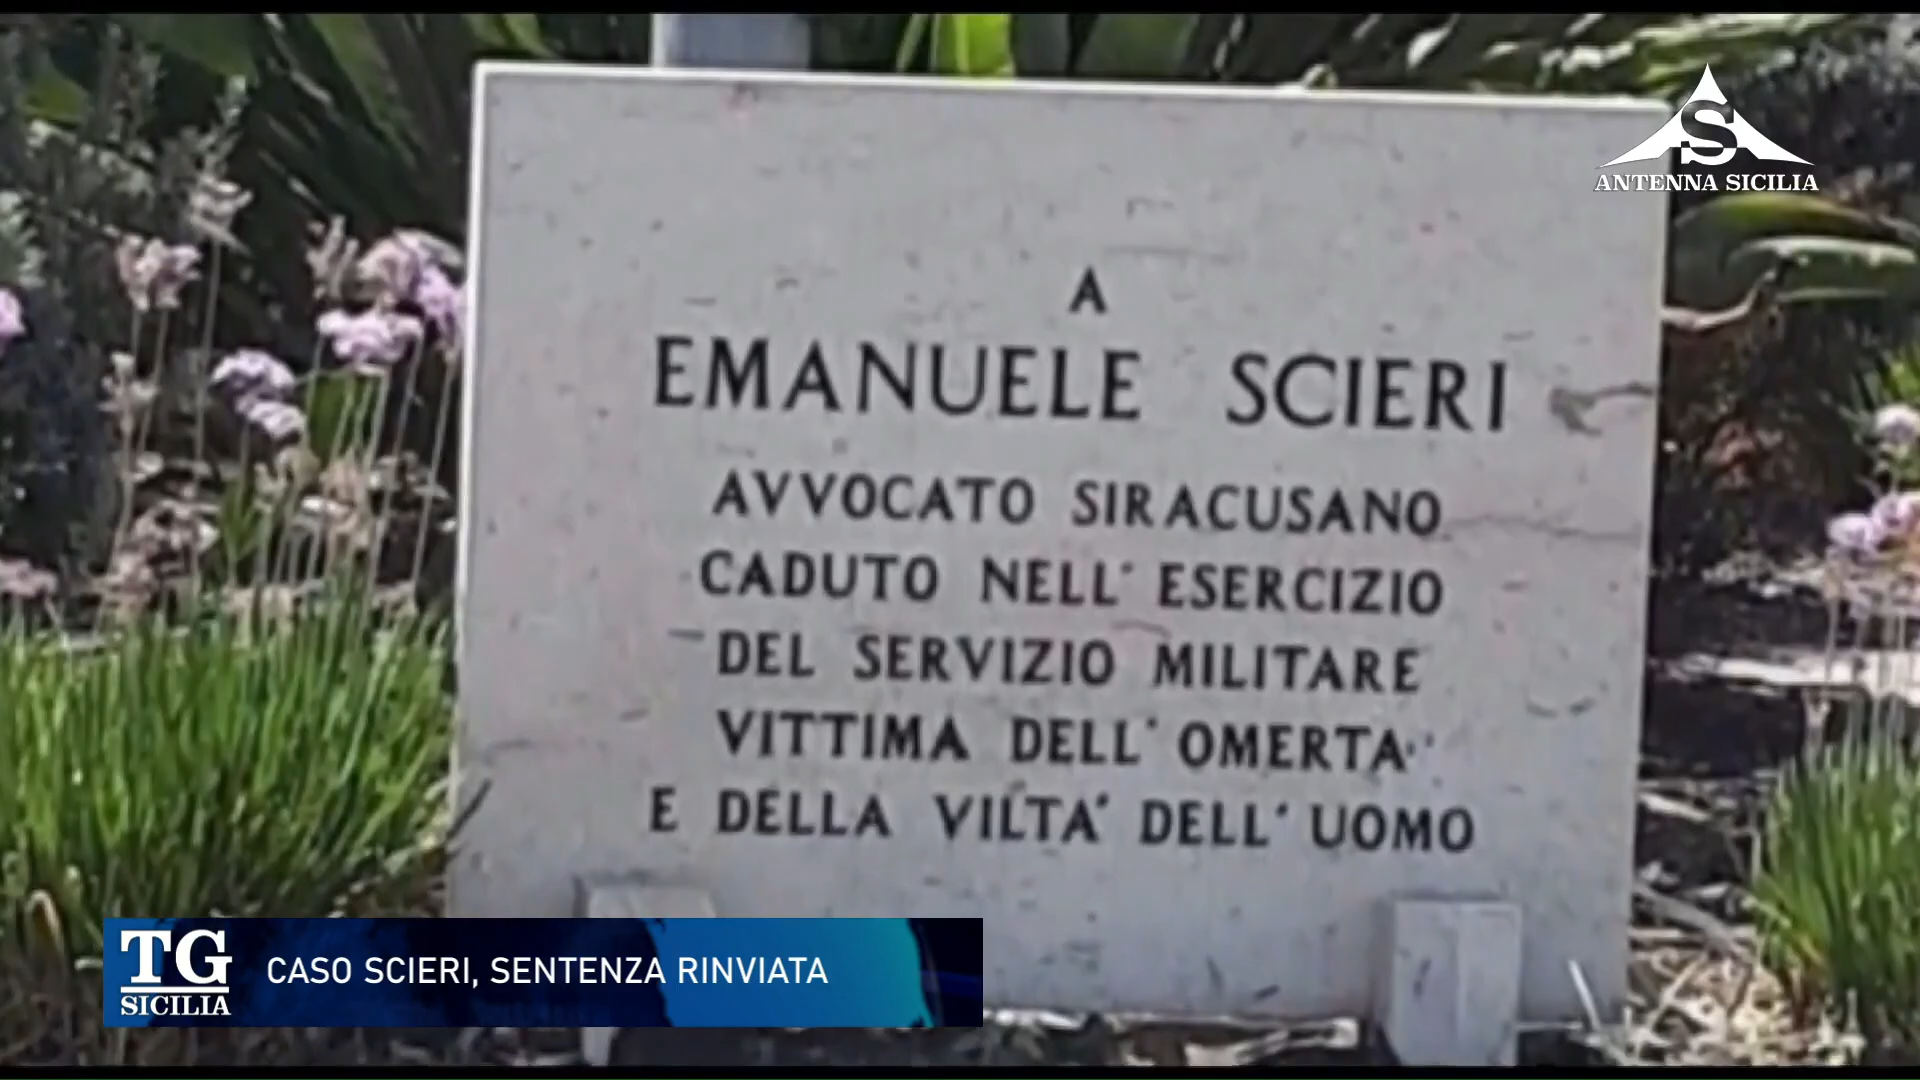 S
ANTENNA SICILIA
A
EMANUELE SCIERI
AVVOCATO SIRACUSANO
CADUTO NELL' ESERCIZIO
DEL SERVIZIO MILITARE
VITTIMA DELL' OMERTA'
E DELLA VILTA' DELL' UOMO
TG
SICILIA
CASO SCIERI, SENTENZA RINVIATA